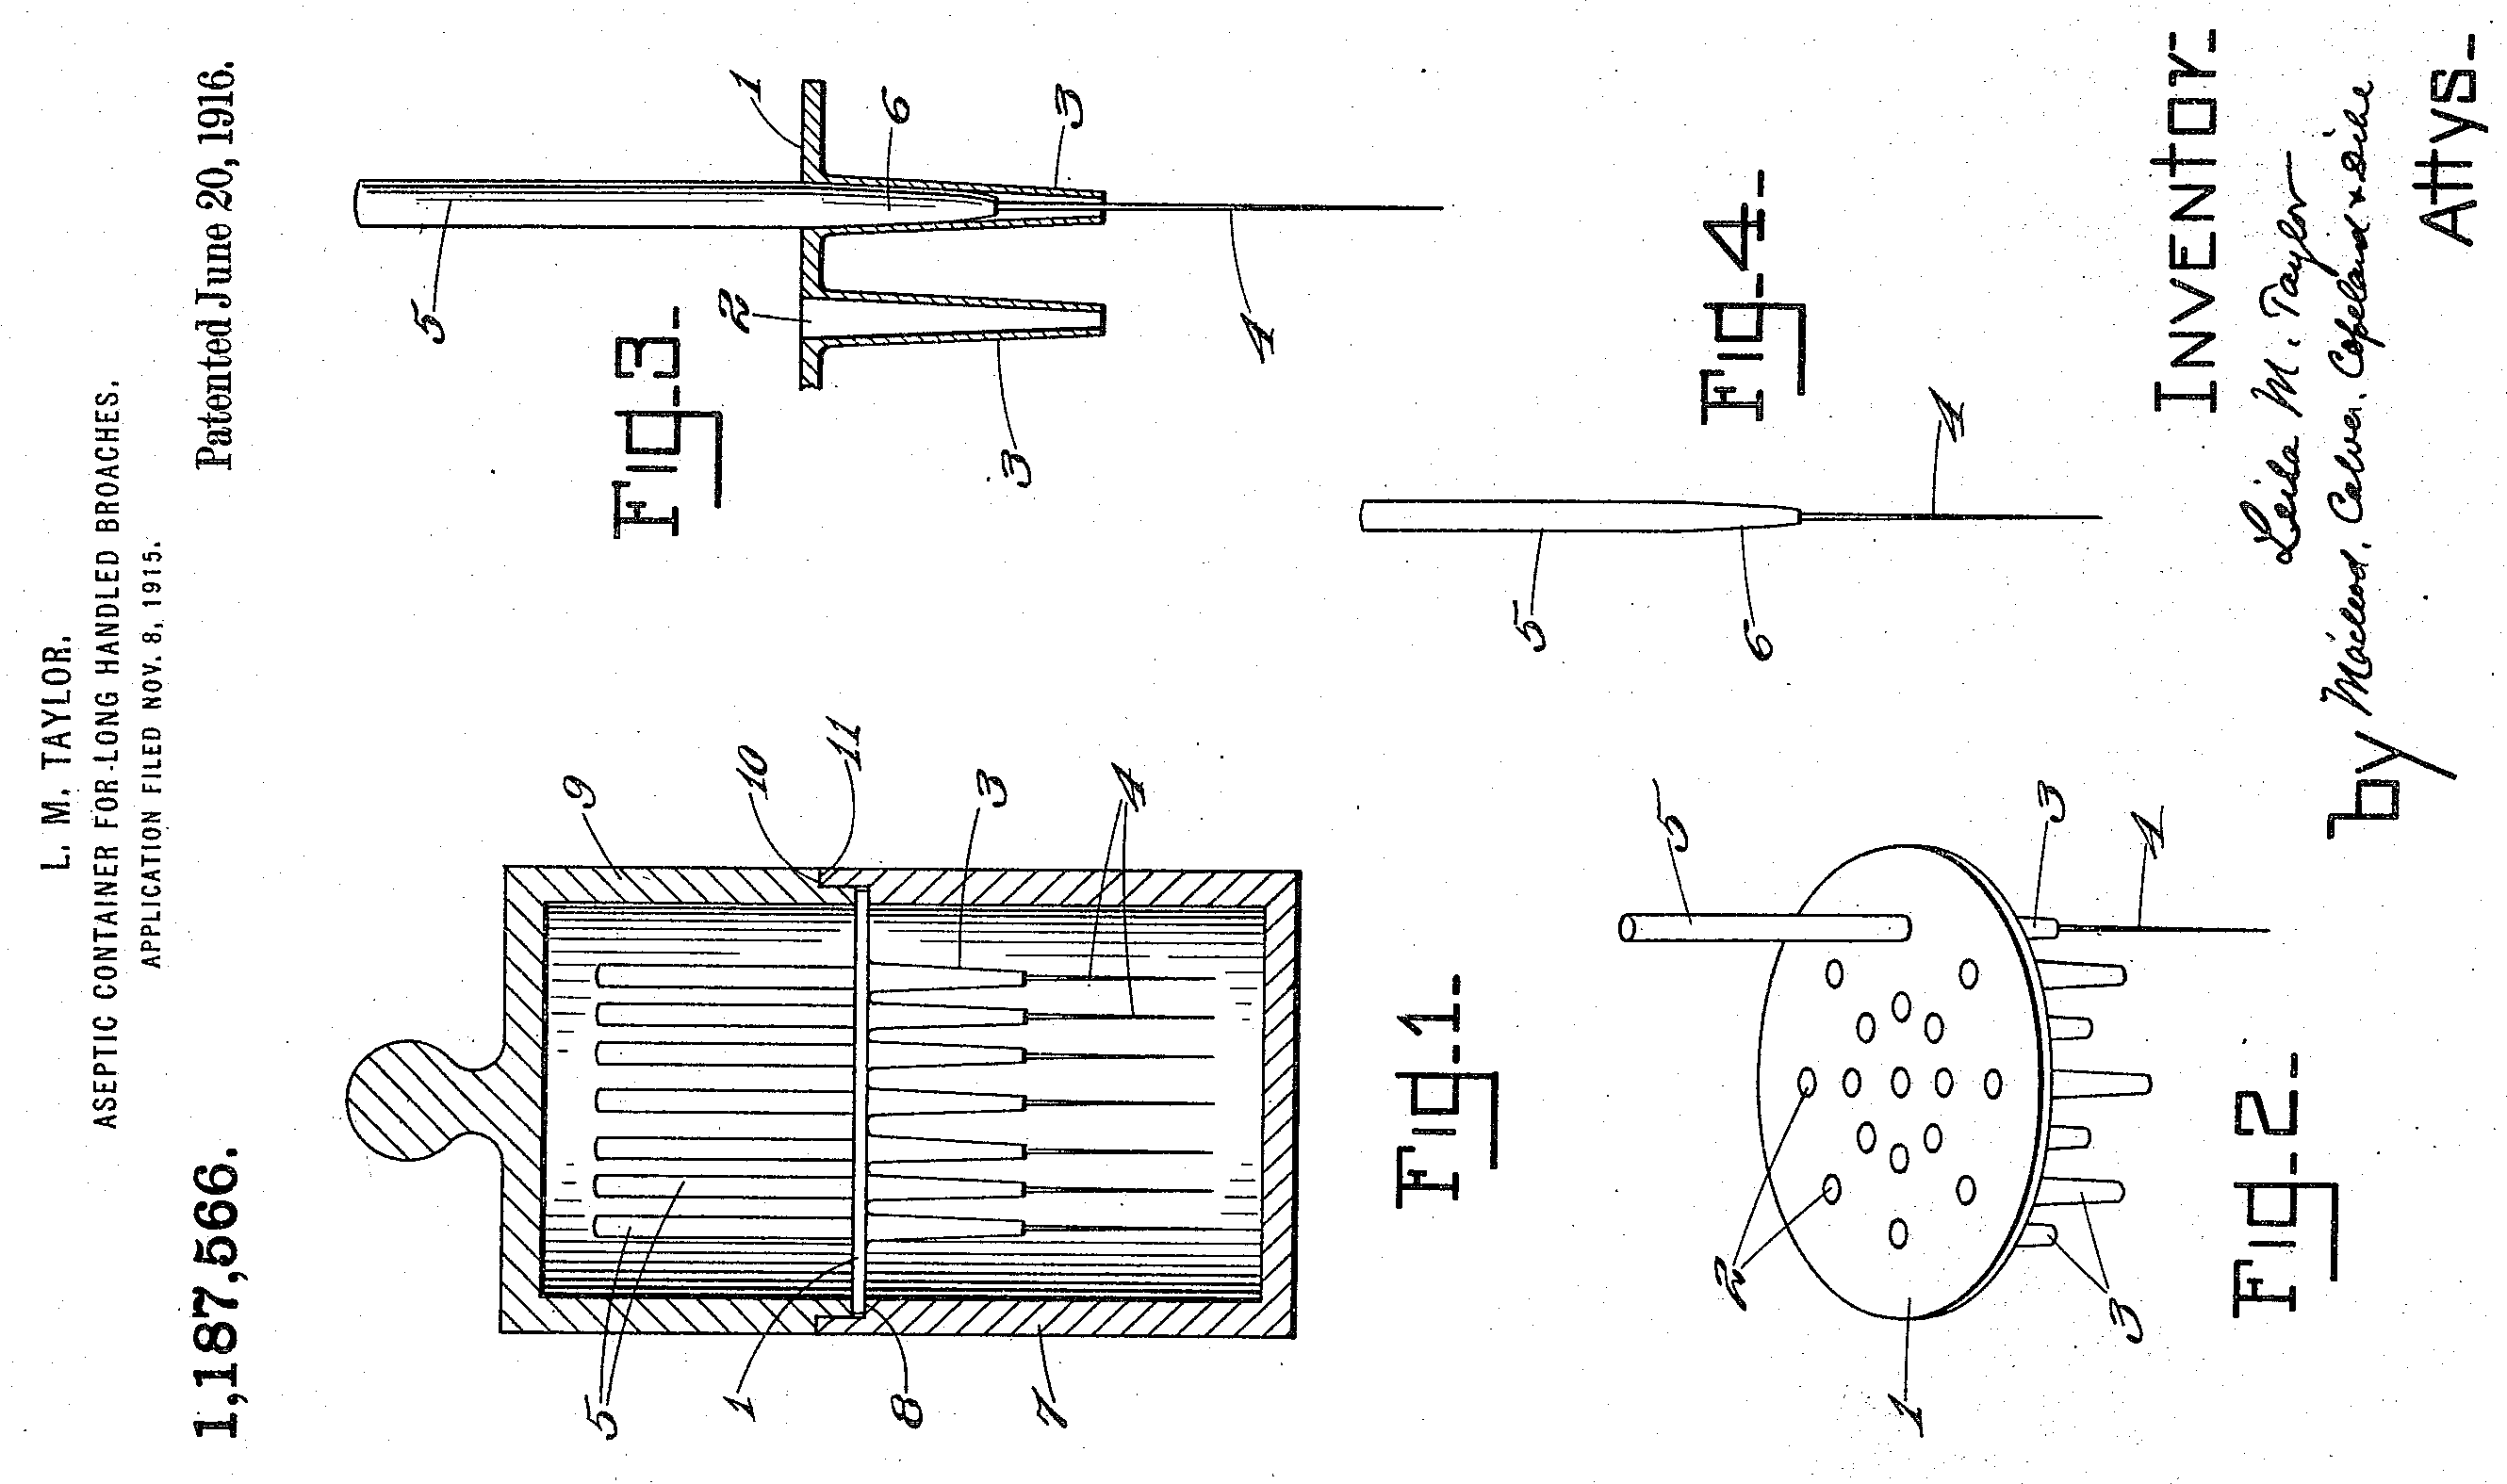 L. M. TAYLOR.
ASEPTIC CONTAINER FOR LONG HANDLED BROACHES.
APPLICATION FILED NOV. 8, 1915.
1,187,566.
Patented June 20, 1916.
9
10
11
3
4
5
1
8
7
Fig-1-
5
1
6
3
2
3
4
Fig-3-
5
3
4
2
3
1
Fig-2-
5
6
4
Fig-4-
INVENTOR-
Leila M. Taylor
by Macleod, Calver, Copeland & Dike
Attys-